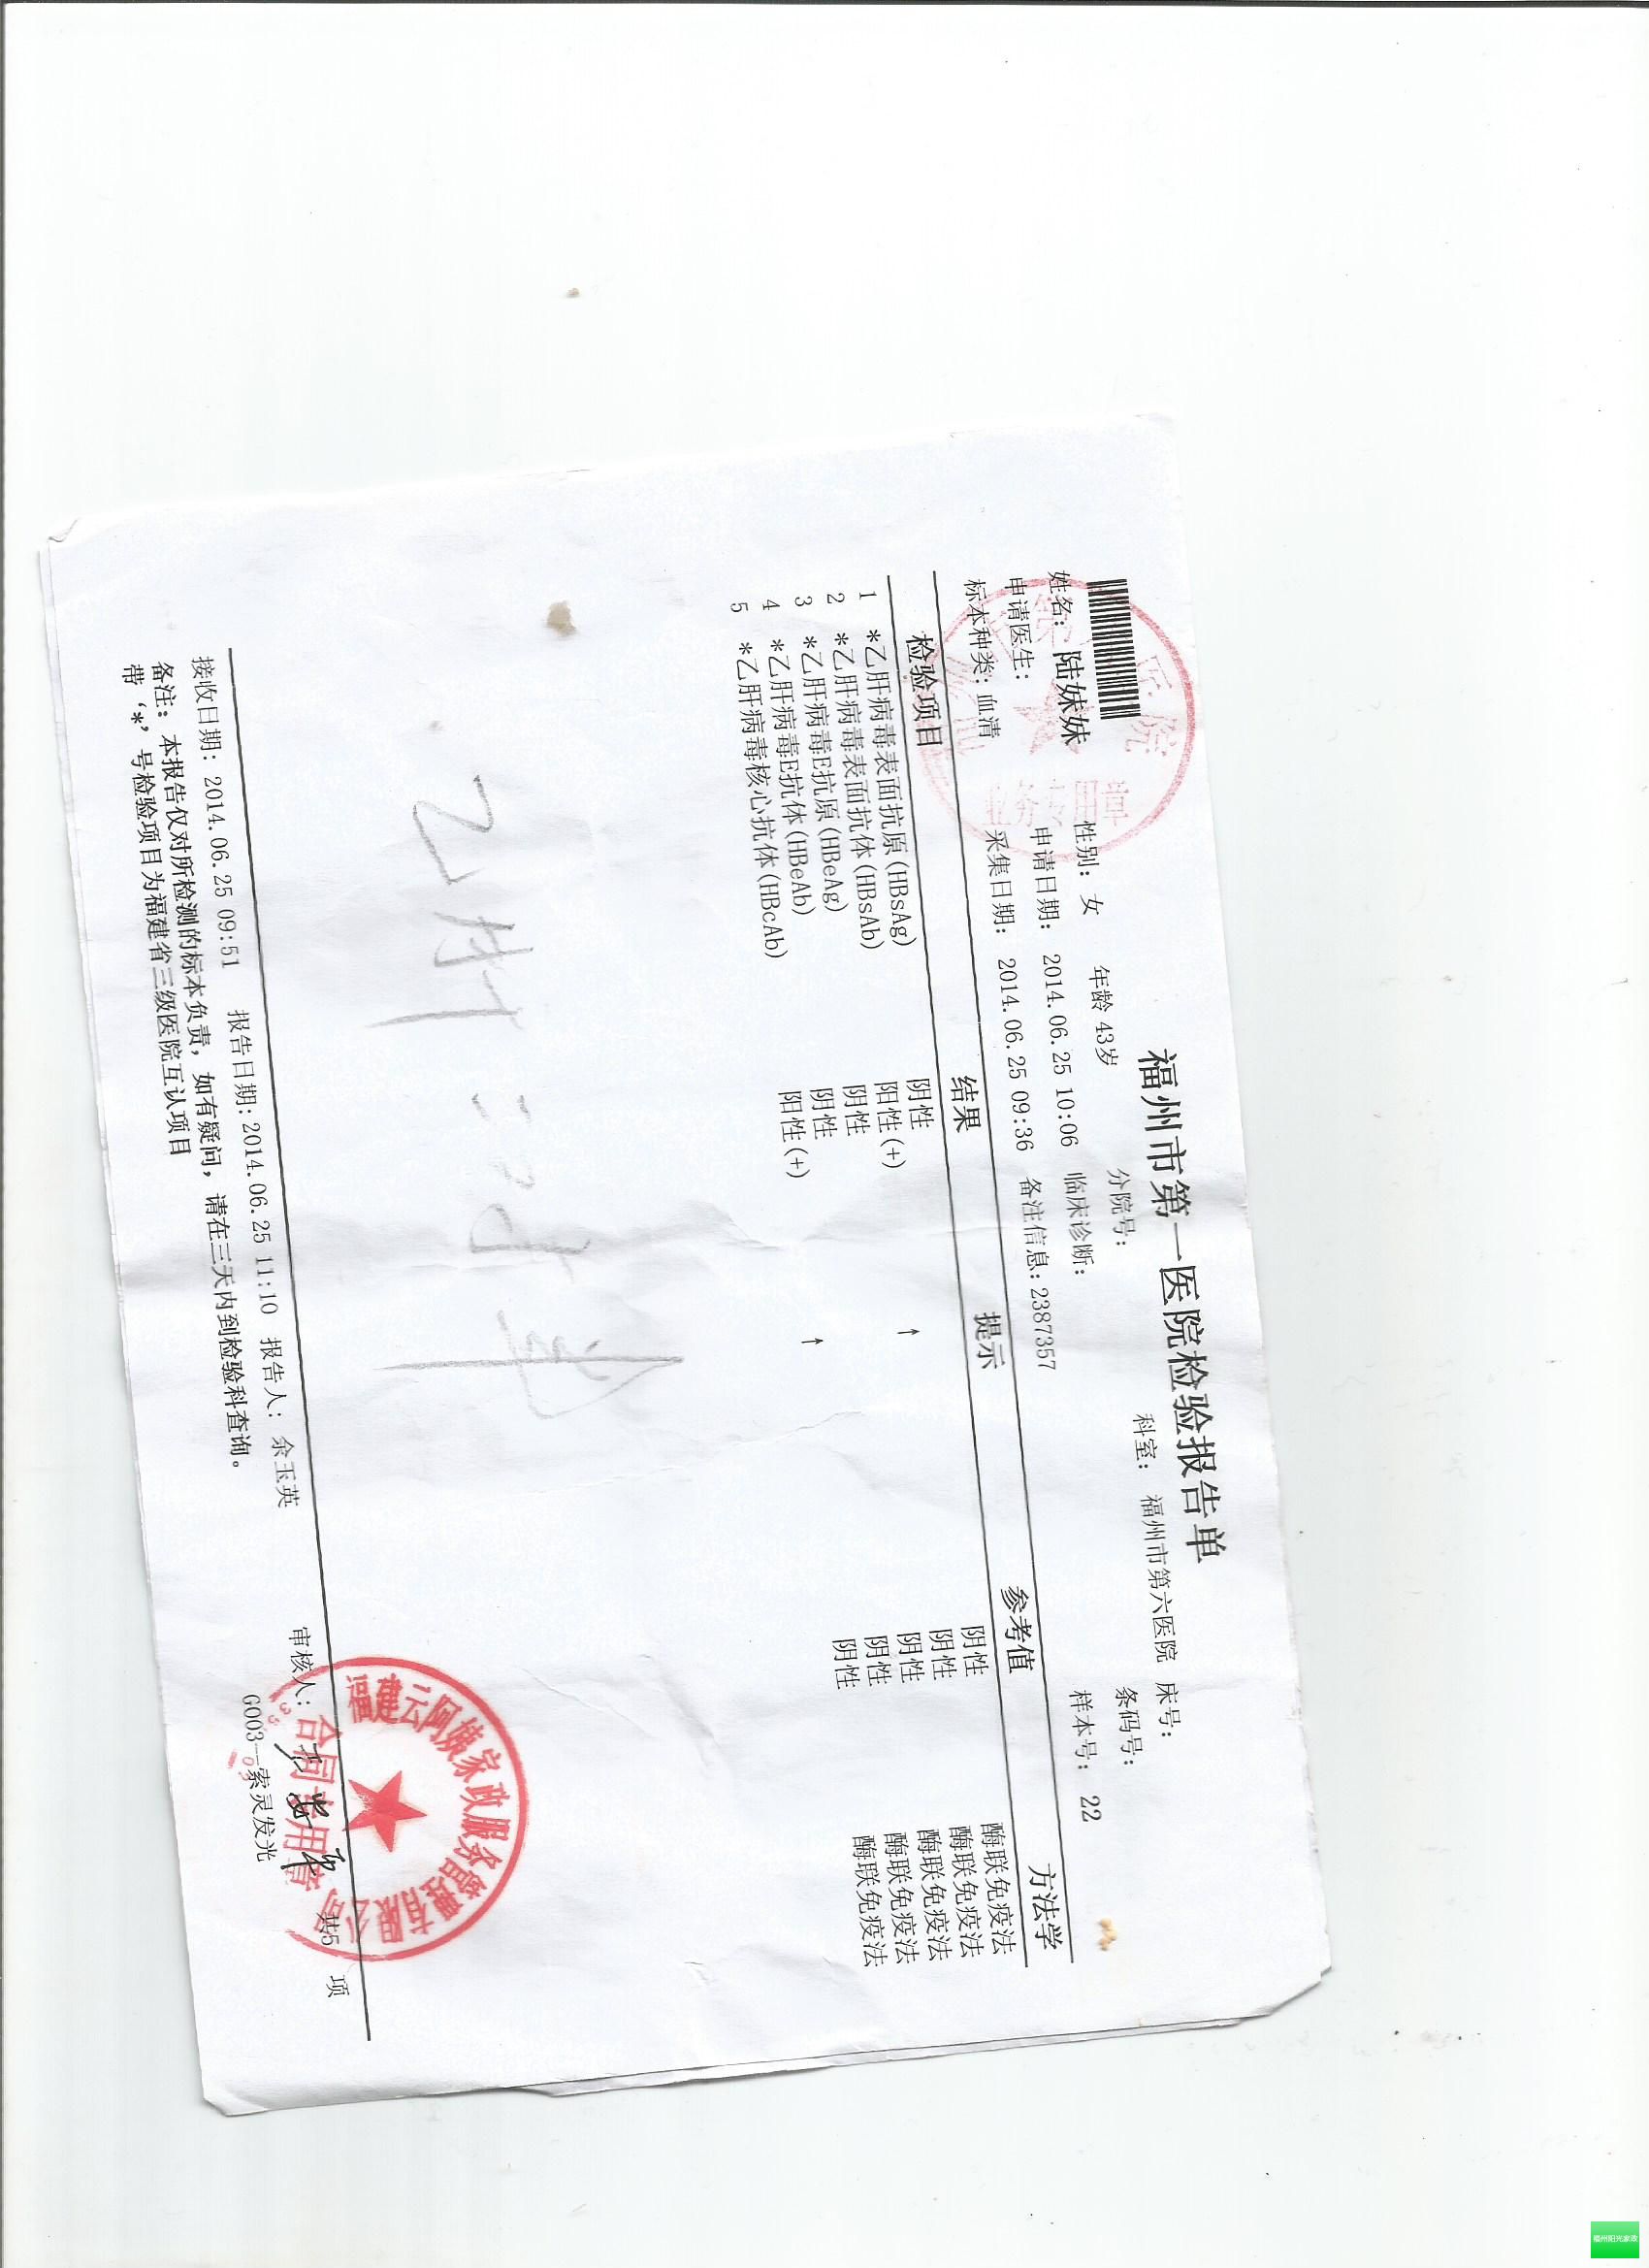 福州市第一医院检验报告单
姓名：陆妹妹 性别：女 年龄 43岁 分院号： 科室： 福州市第六医院 床号：
申请医生： 申请日期： 2014.06.25 10:06 临床诊断： 条码号：
标本种类：血清 采集日期： 2014.06.25 09:36 备注信息：2387357 样本号： 22
检验项目 结果 提示 参考值 方法学
1 *乙肝病毒表面抗原(HBsAg) 阴性 阴性 酶联免疫法
2 *乙肝病毒表面抗体(HBsAb) 阳性(+) ↑ 阴性 酶联免疫法
3 *乙肝病毒E抗原(HBeAg) 阴性 阴性 酶联免疫法
4 *乙肝病毒E抗体(HBeAb) 阴性 阴性 酶联免疫法
5 *乙肝病毒核心抗体(HBcAb) 阳性(+) ↑ 阴性 酶联免疫法
乙肝：
接收日期：2014.06.25 09:51 报告日期：2014.06.25 11:10 报告人： 余玉英 审核人： 共5 项
备注：本报告仅对所检测的标本负责，如有疑问，请在三天内到检验科查询。 G003—索灵发光
带‘*’号检验项目为福建省三级医院互认项目
福建云阿姨家政服务管理有限公司
合同专用章
福州阳光家政